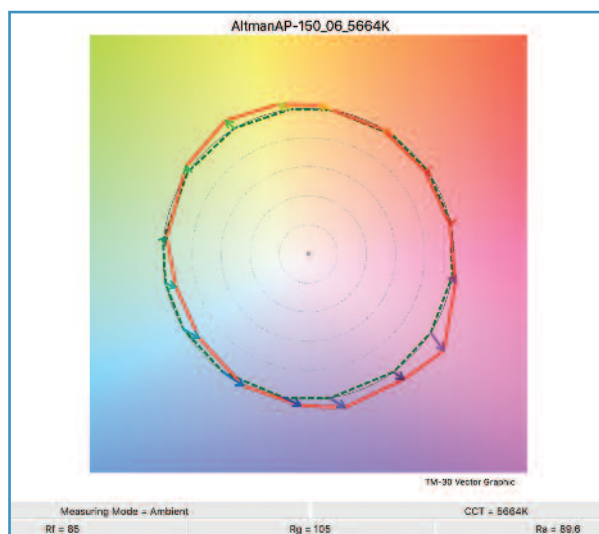 AltmanAP-150_06_5664K
TM-30 Vector Graphic
Measuring Mode = Ambient CCT = 5664K
Rf = 85 Rg = 105 Ra = 89.6